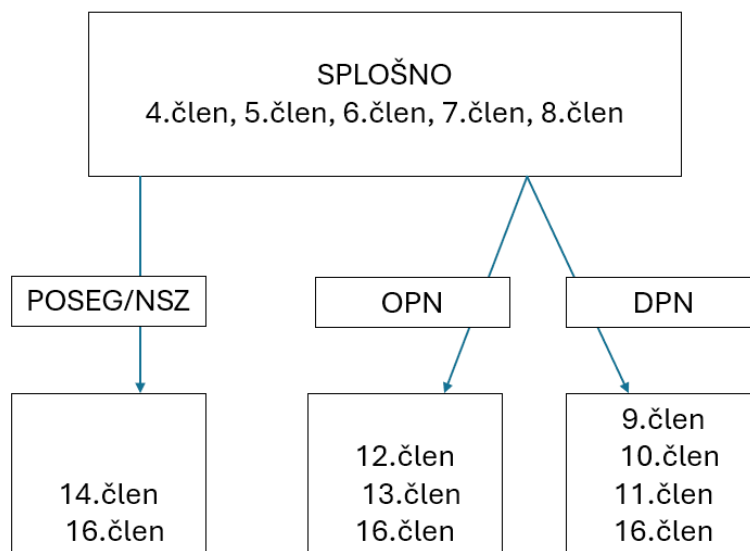 SPLOŠNO
4.člen, 5.člen, 6.člen, 7.člen, 8.člen
POSEG/NSZ
OPN
DPN
14.člen
16.člen
12.člen
13.člen
16.člen
9.člen
10.člen
11.člen
16.člen